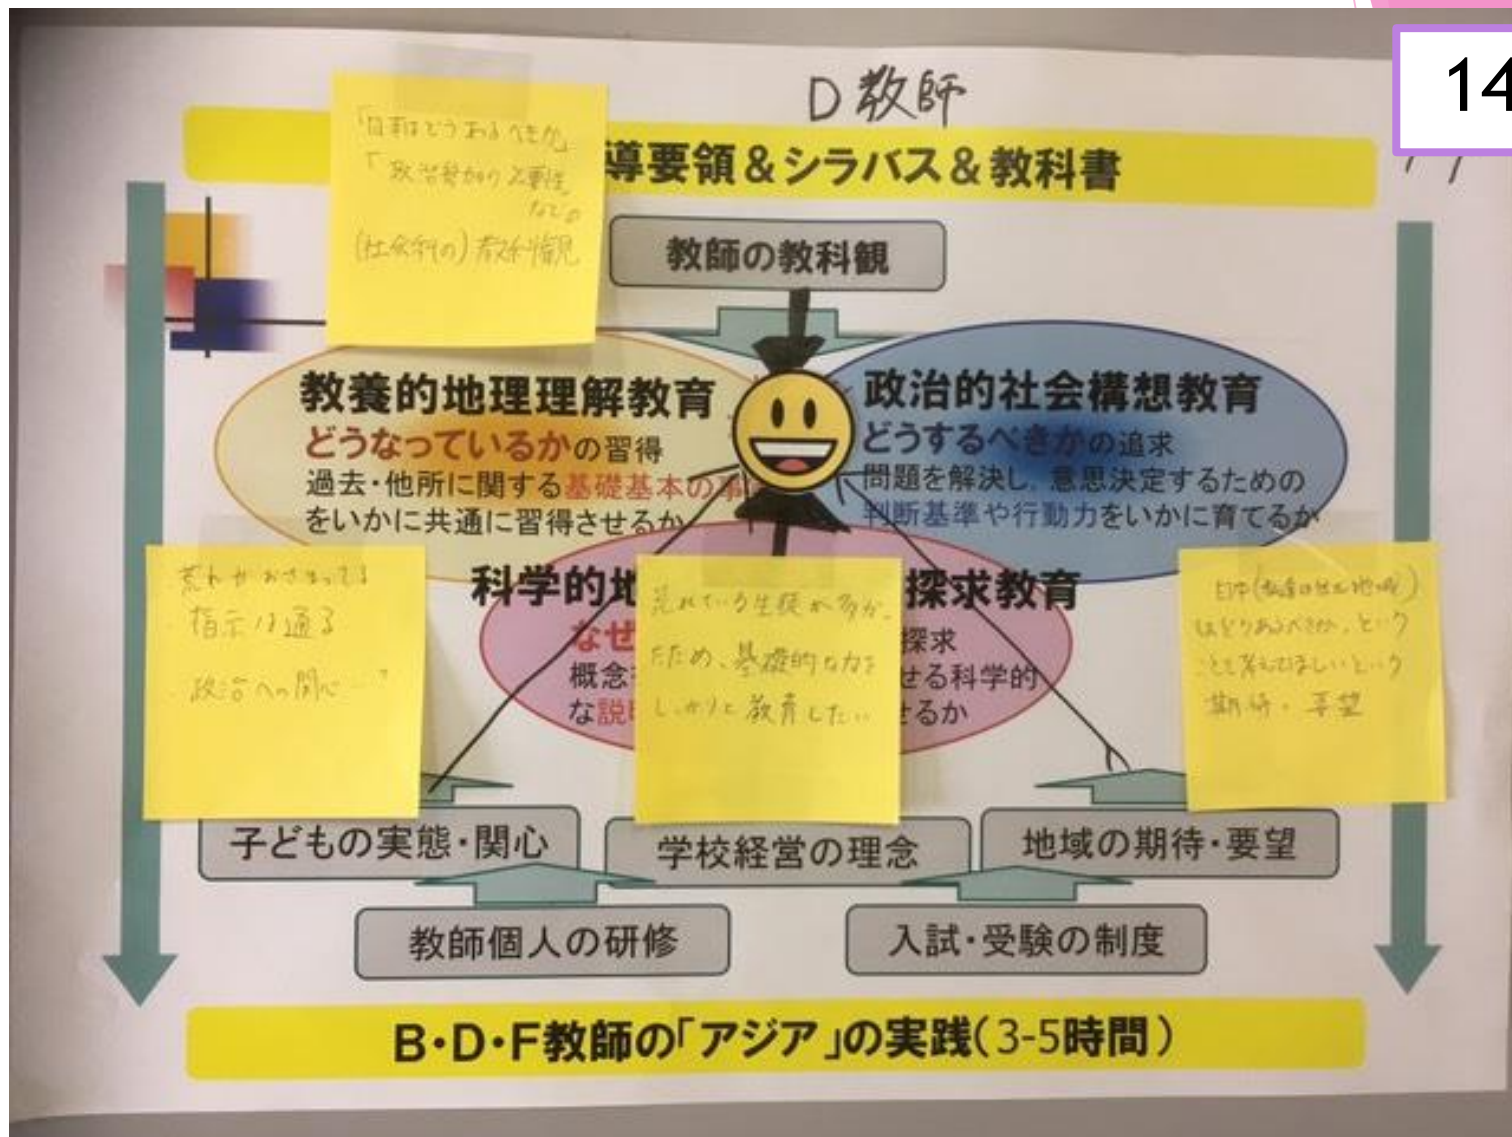 14
D 教師
導要領＆シラバス＆教科書
「日本はどうあるべきか」
「政治参加の必要性」
などの
(社会科の)教科観
教師の教科観
教養的地理理解教育
どうなっているかの習得
過去・他所に関する基礎基本の事
をいかに共通に習得させるか
政治的社会構想教育
どうするべきかの追求
問題を解決し、意思決定するための
判断基準や行動力をいかに育てるか
科学的地
探求教育
なぜ
探求
概念
せる科学的
な説
せるか
荒れがおさまってる
・指示は通る
・政治への関心…?
荒れている生徒が多か
ったため、基礎的な力を
しっかりと教育したい
日本
はどうあるべきか、という
ことを考えてほしいという
期待・要望
子どもの実態・関心
学校経営の理念
地域の期待・要望
教師個人の研修
入試・受験の制度
B・D・F教師の「アジア」の実践(3-5時間)